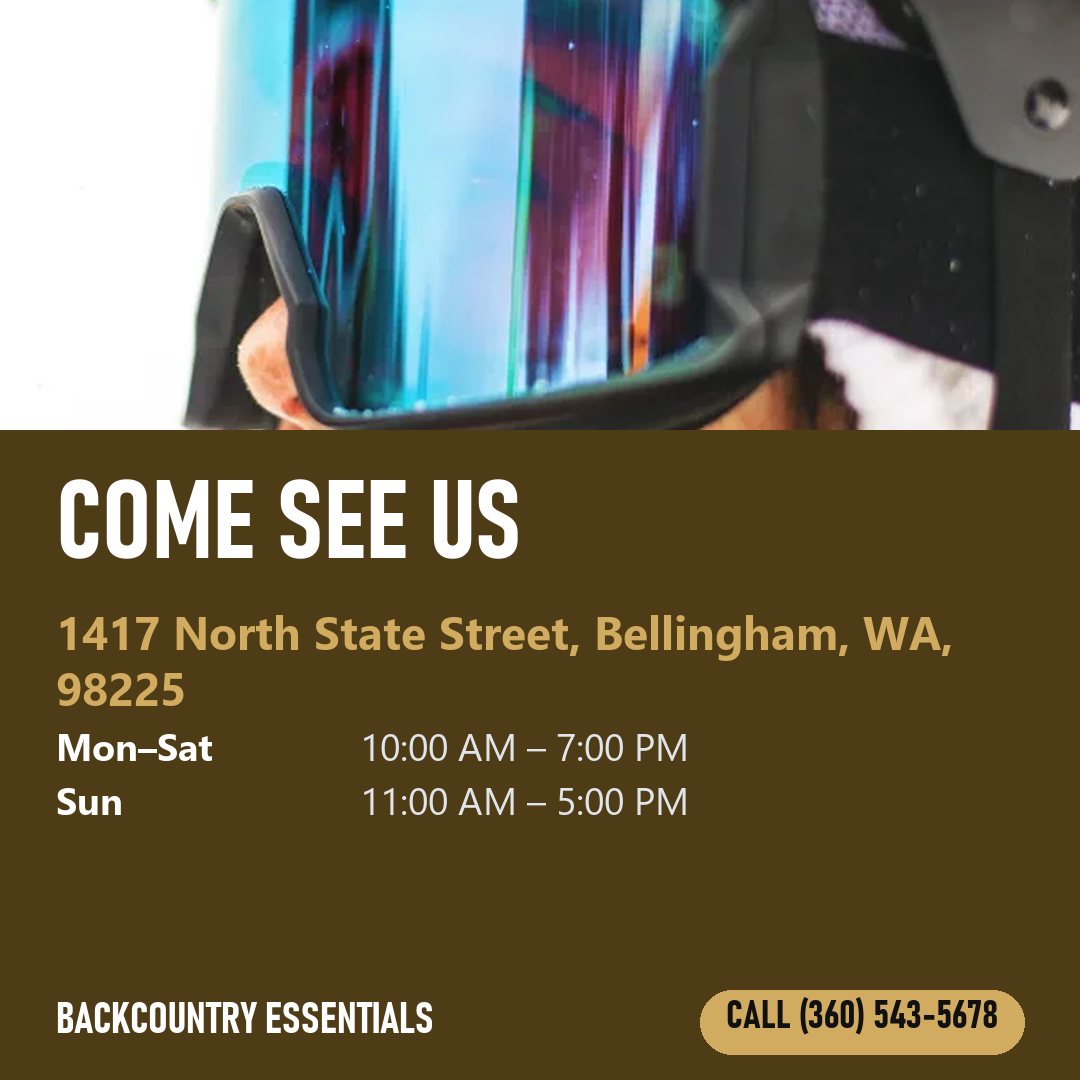 COME SEE US
1417 North State Street, Bellingham, WA,
98225
Mon–Sat 10:00 AM – 7:00 PM
Sun 11:00 AM – 5:00 PM
BACKCOUNTRY ESSENTIALS
CALL (360) 543-5678